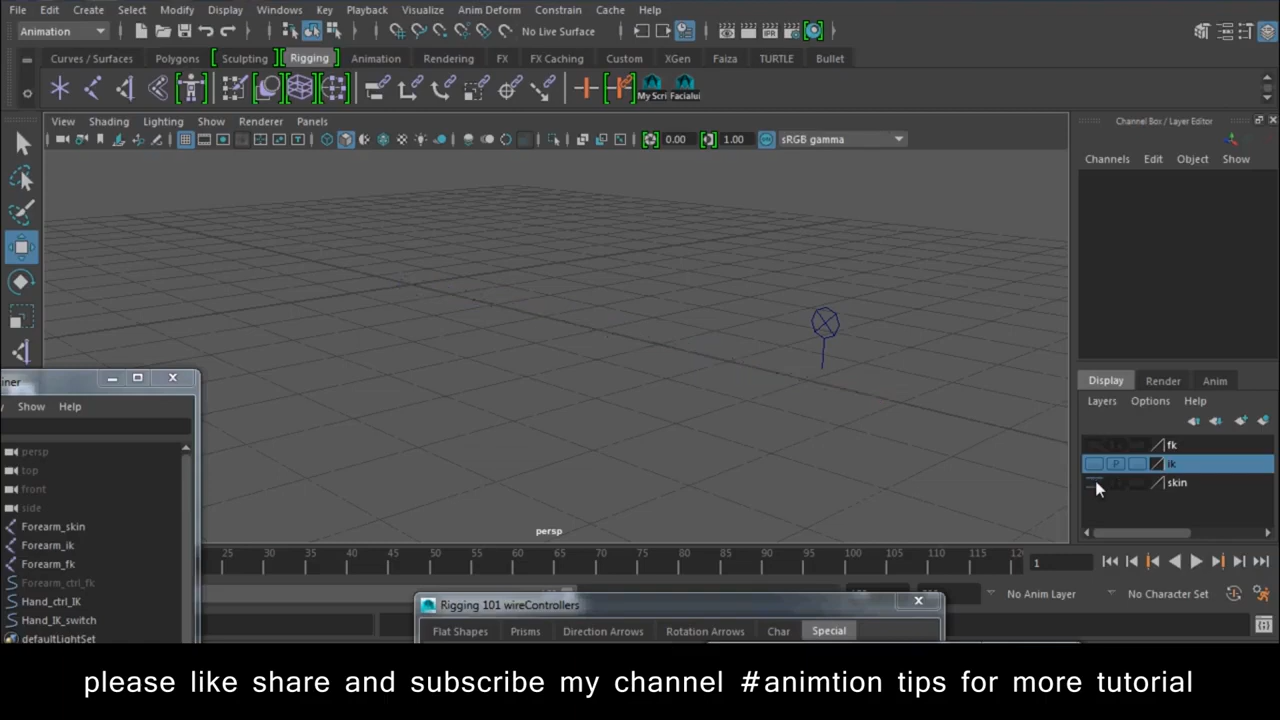 File Edit Create Select Modify Display Windows Key Playback Visualize Anim Deform Constrain Cache Help
Animation No Live Surface
Curves / Surfaces Polygons Sculpting Rigging Animation Rendering FX FX Caching Custom XGen Faiza TURTLE Bullet
My Scri Facialui
View Shading Lighting Show Renderer Panels
0.00 1.00 sRGB gamma
Channel Box / Layer Editor
Channels Edit Object Show
persp
Display Render Anim
Layers Options Help
fk
P ik
skin
iner
Show Help
persp
top
front
side
Forearm_skin
Forearm_ik
Forearm_fk
Forearm_ctrl_fk
Hand_ctrl_IK
Hand_IK_switch
defaultLightSet
25 30 35 40 45 50 55 60 65 70 75 80 85 90 95 100 105 110 115 12
1
No Anim Layer No Character Set
Rigging 101 wireControllers
Flat Shapes Prisms Direction Arrows Rotation Arrows Char Special
please like share and subscribe my channel #animtion tips for more tutorial